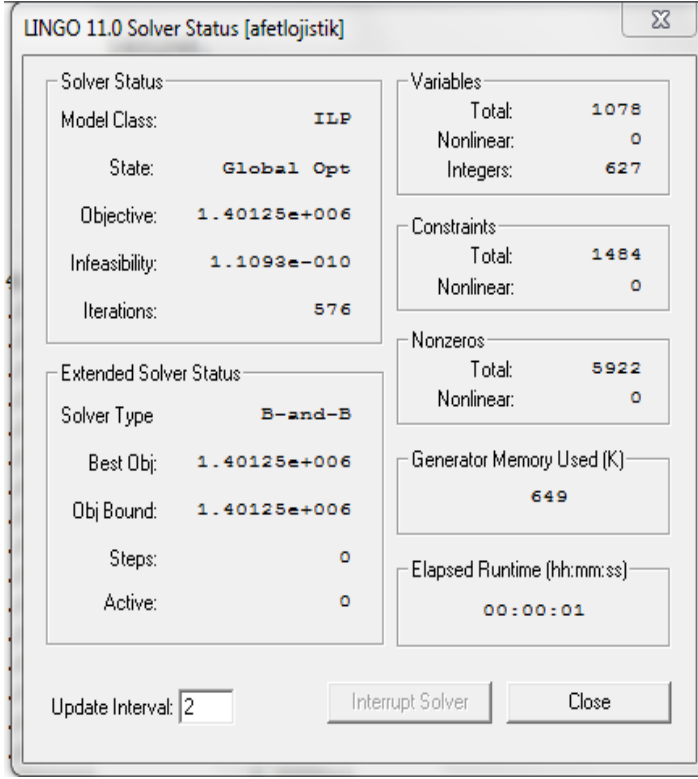 LINGO 11.0 Solver Status [afetlojistik]
Solver Status
Model Class: ILP
State: Global Opt
Objective: 1.40125e+006
Infeasibility: 1.1093e-010
Iterations: 576
Extended Solver Status
Solver Type B-and-B
Best Obj: 1.40125e+006
Obj Bound: 1.40125e+006
Steps: 0
Active: 0
Variables
Total: 1078
Nonlinear: 0
Integers: 627
Constraints
Total: 1484
Nonlinear: 0
Nonzeros
Total: 5922
Nonlinear: 0
Generator Memory Used (K)
649
Elapsed Runtime (hh:mm:ss)
00:00:01
Update Interval: 2
Interrupt Solver
Close